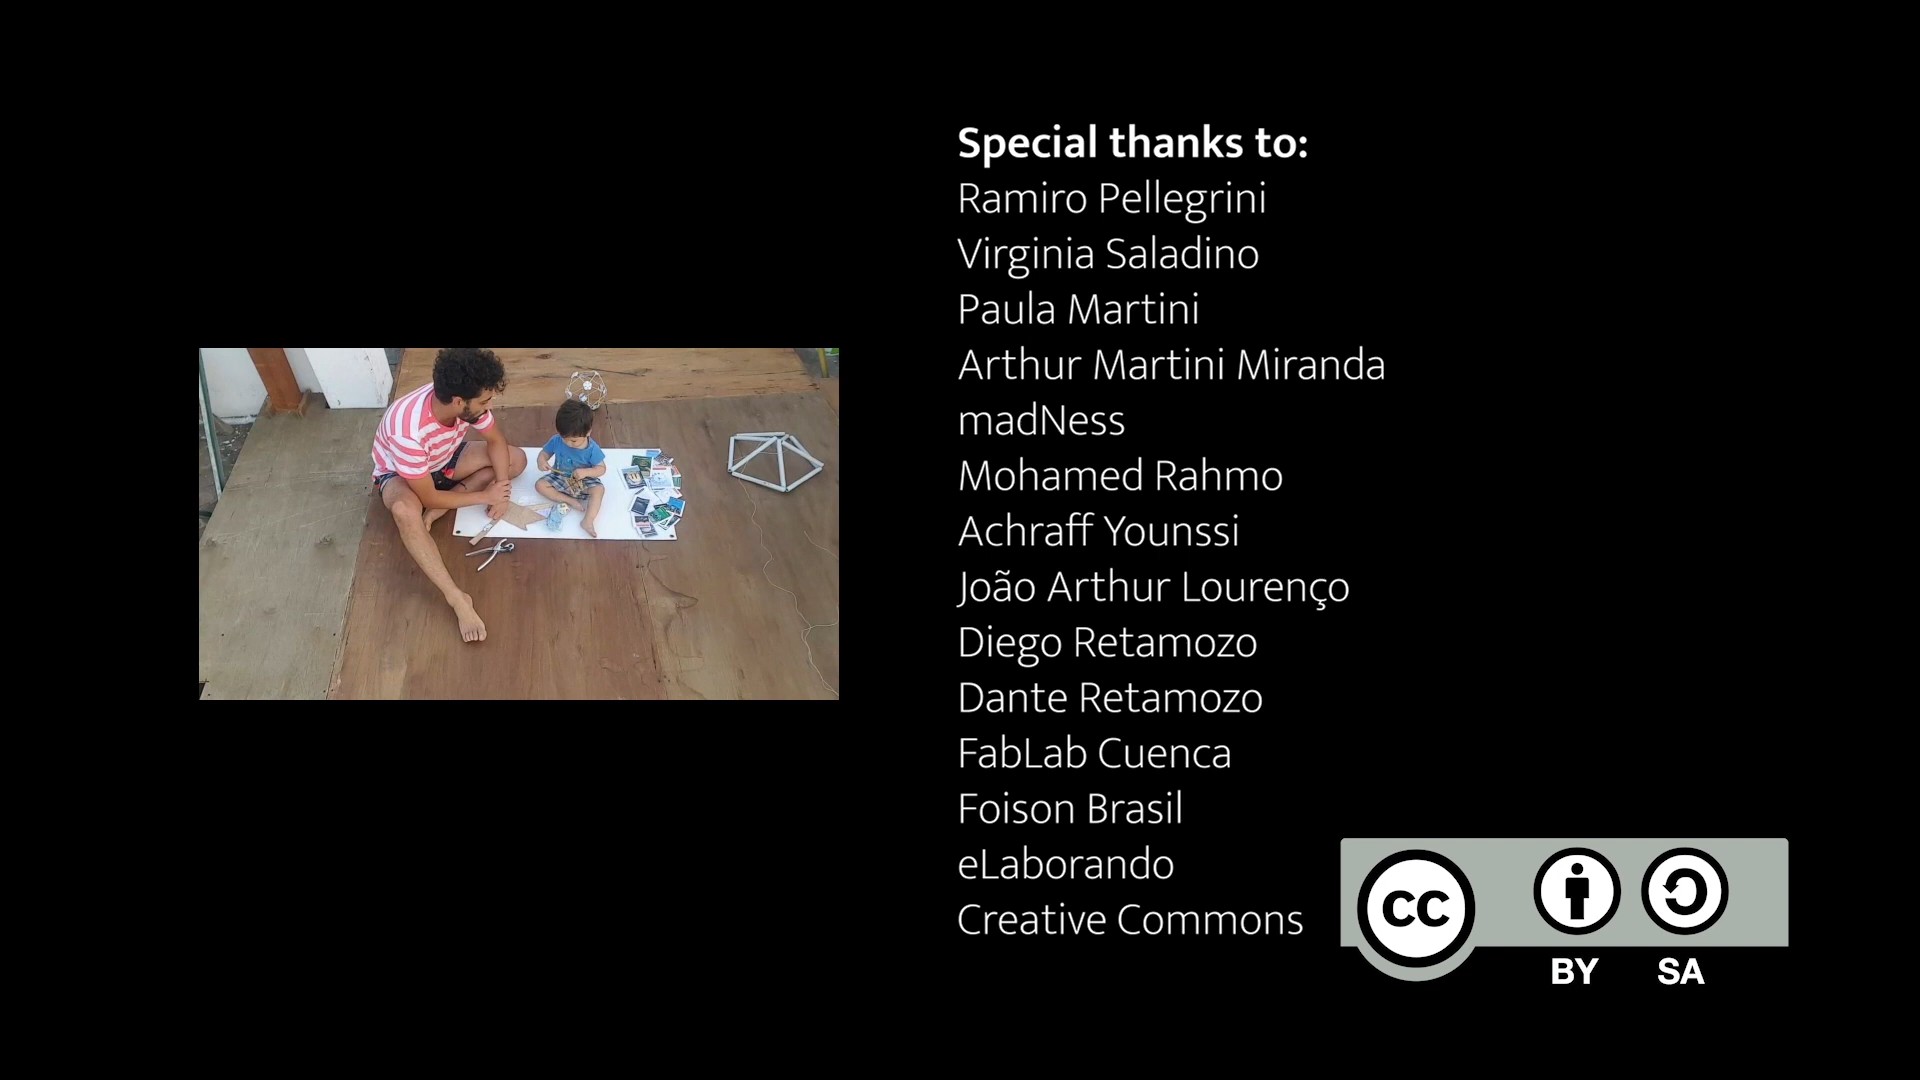 Special thanks to:
Ramiro Pellegrini
Virginia Saladino
Paula Martini
Arthur Martini Miranda
madNess
Mohamed Rahmo
Achraff Younssi
João Arthur Lourenço
Diego Retamozo
Dante Retamozo
FabLab Cuenca
Foison Brasil
eLaborando
Creative Commons
cc
BY SA